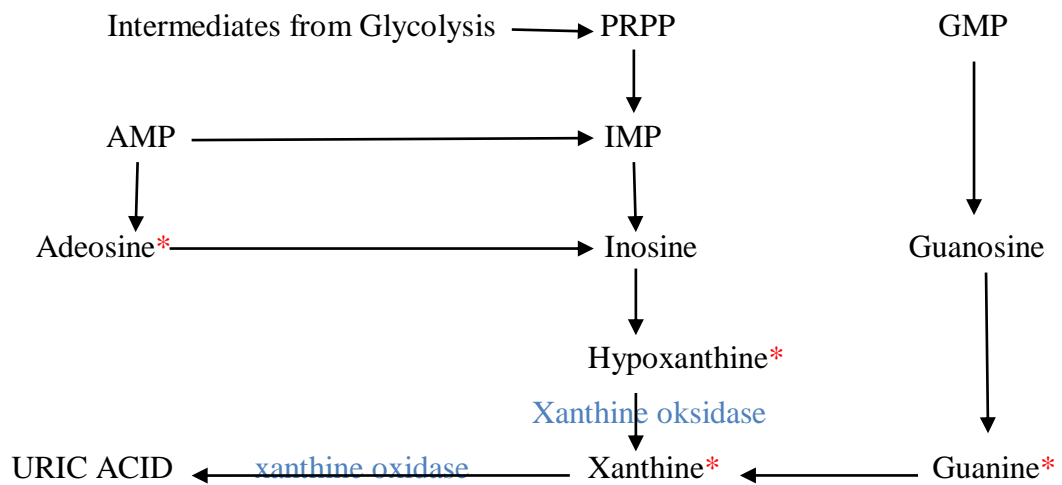 Intermediates from Glycolysis PRPP GMP
AMP IMP
Adeosine* Inosine Guanosine
Hypoxanthine*
Xanthine oksidase
URIC ACID xanthine oxidase Xanthine* Guanine*